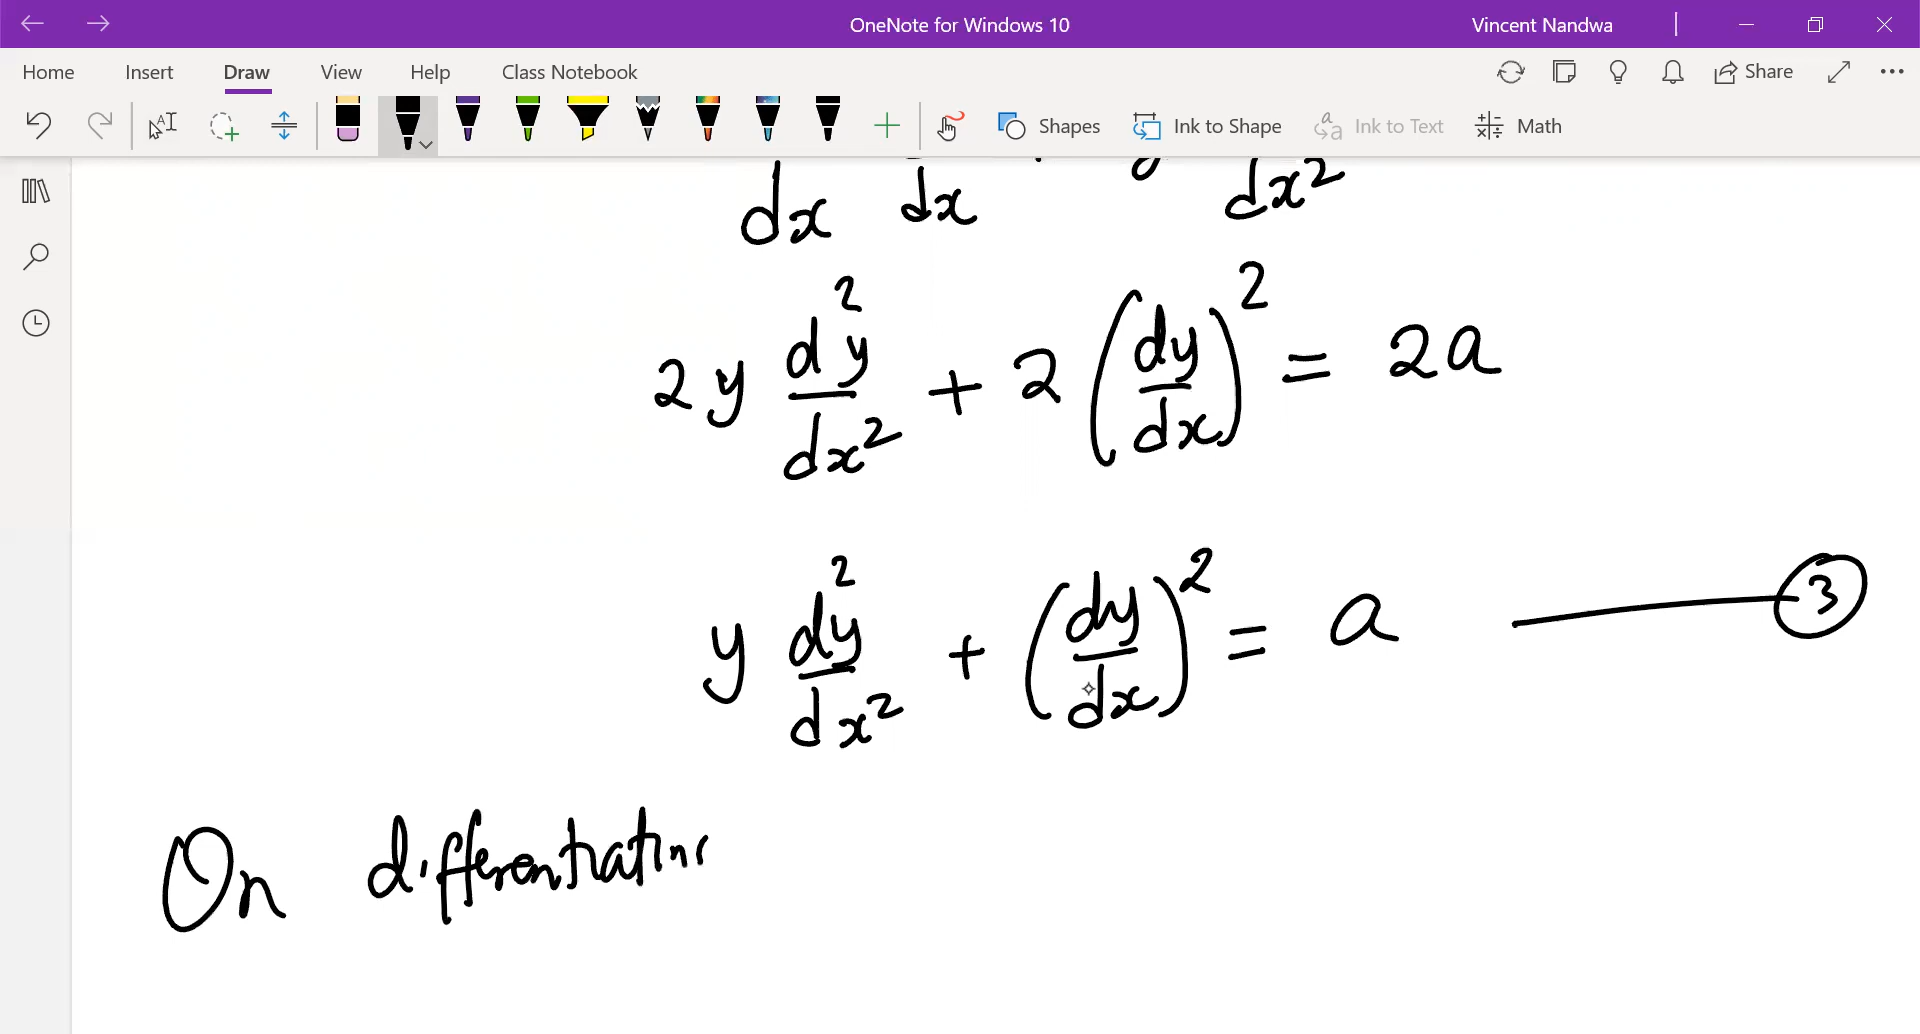 OneNote for Windows 10 Vincent Nandwa
Home Insert Draw View Help Class Notebook Share
Shapes Ink to Shape Ink to Text Math
dx dx dx²
2y d²y/dx² + 2(dy/dx)² = 2a
y d²y/dx² + (dy/dx)² = a ——— ③
On differentiating